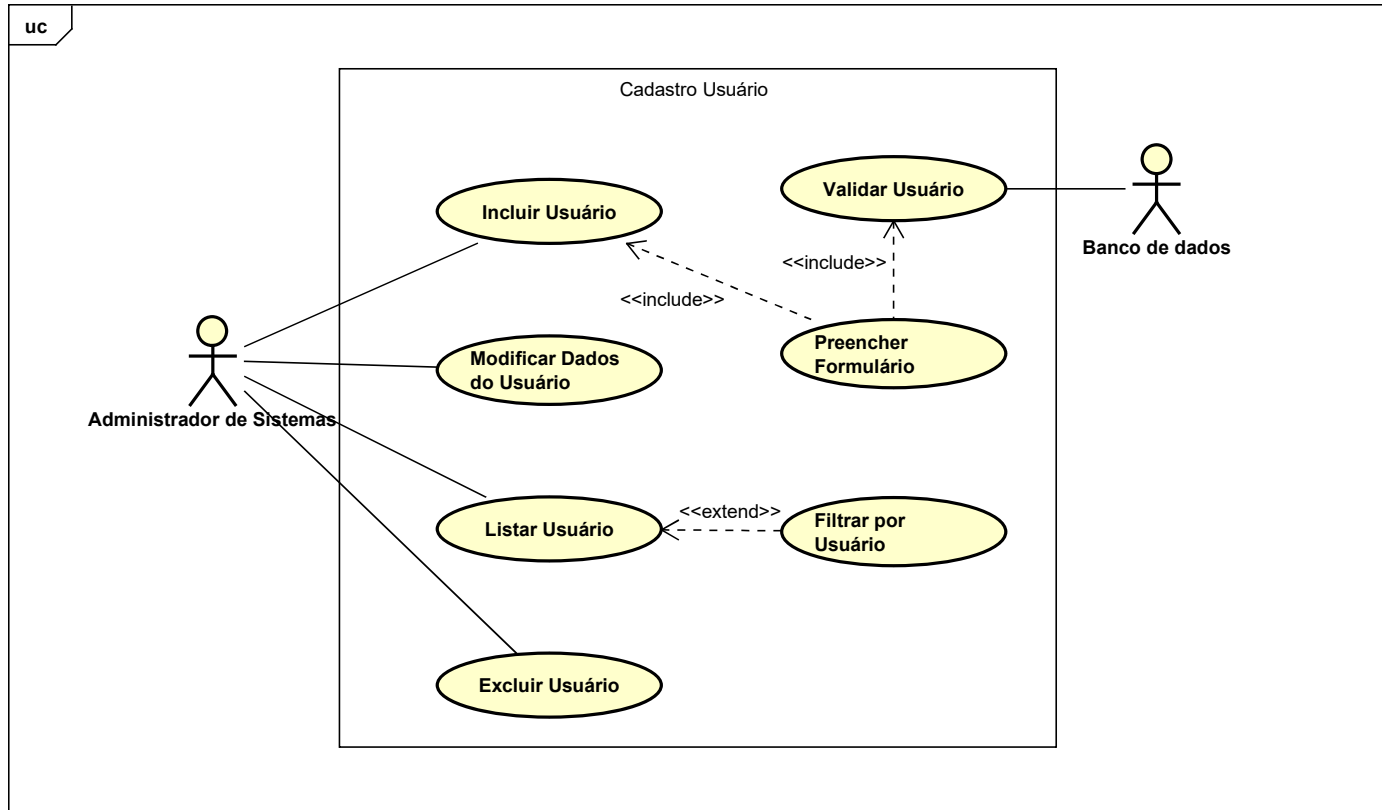 uc
Cadastro Usuário
Incluir Usuário
Validar Usuário
Banco de dados
<<include>>
<<include>>
Modificar Dados
do Usuário
Preencher
Formulário
Administrador de Sistemas
Listar Usuário
<<extend>>
Filtrar por
Usuário
Excluir Usuário